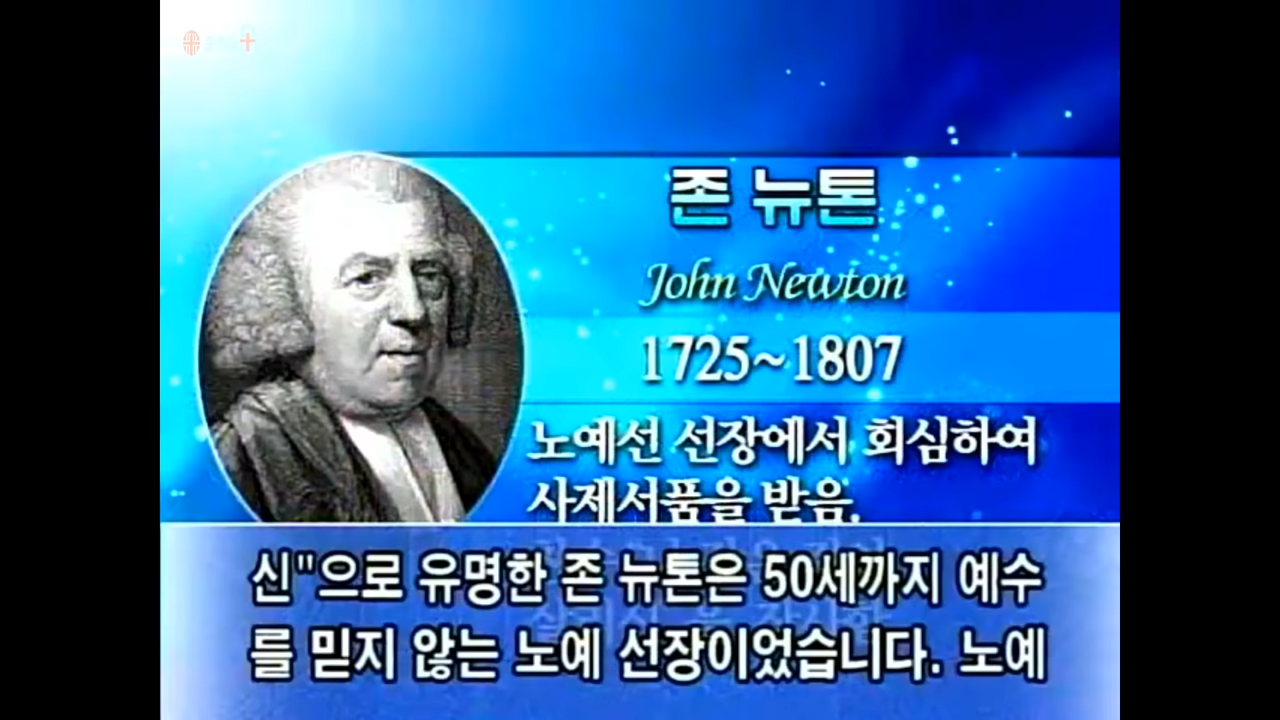 존 뉴톤
John Newton
1725~1807
노예선 선장에서 회심하여
사제서품을 받음.
신"으로 유명한 존 뉴톤은 50세까지 예수
를 믿지 않는 노예 선장이었습니다. 노예